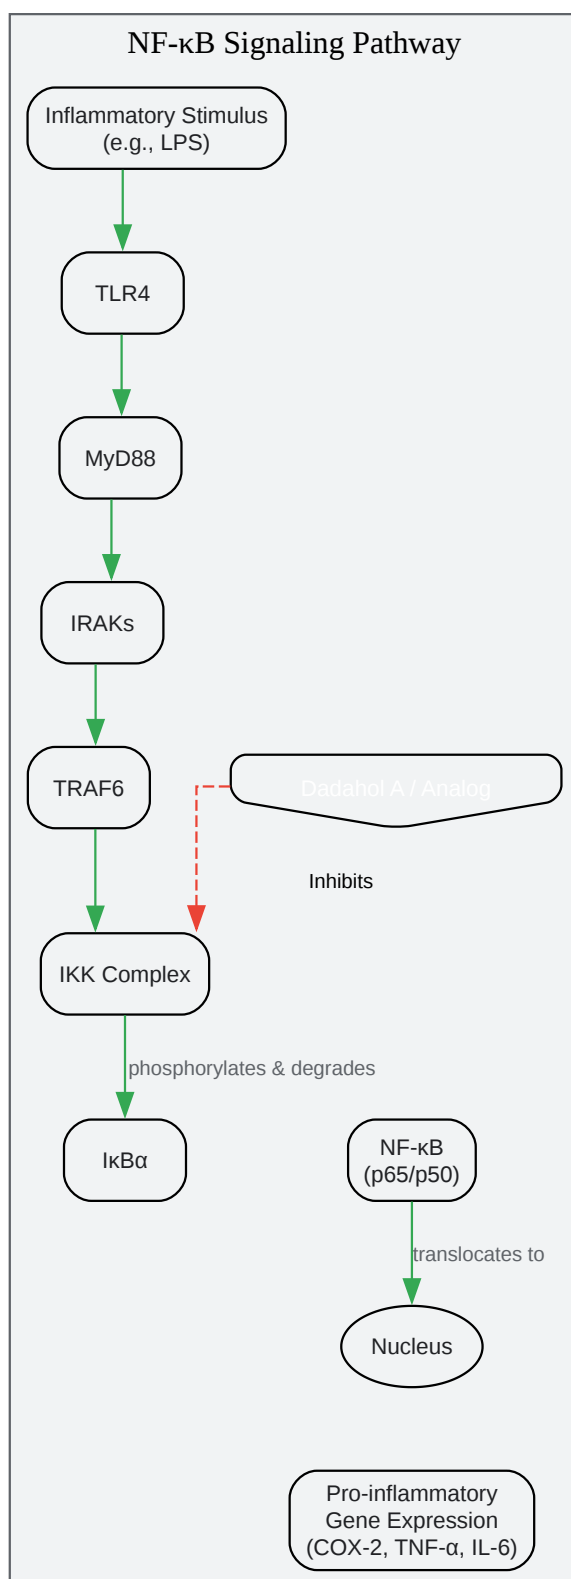 NF-κB Signaling Pathway
Inflammatory Stimulus
(e.g., LPS)
TLR4
MyD88
IRAKs
TRAF6
Dadahol A / Analog
Inhibits
IKK Complex
phosphorylates & degrades
IκBα
NF-κB
(p65/p50)
translocates to
Nucleus
Pro-inflammatory
Gene Expression
(COX-2, TNF-α, IL-6)